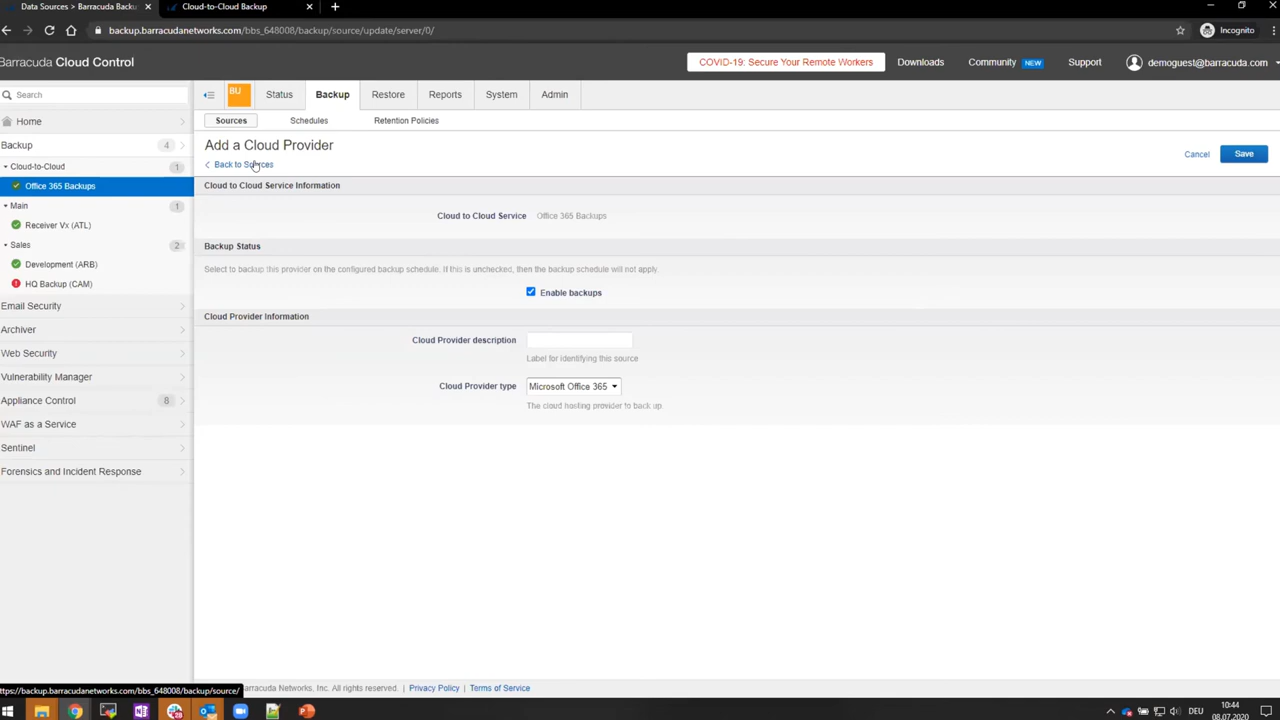 Data Sources > Barracuda Backu
Cloud-to-Cloud Backup
backup.barracudanetworks.com/bbs_648008/backup/source/update/server/0/
Incognito
Barracuda Cloud Control
COVID-19: Secure Your Remote Workers
Downloads
Community NEW
Support
demoguest@barracuda.com
Search
BU
Status
Backup
Restore
Reports
System
Admin
Home
Sources
Schedules
Retention Policies
Backup 4
Add a Cloud Provider
Cancel
Save
Cloud-to-Cloud 1
Back to Sources
Office 365 Backups
Cloud to Cloud Service Information
Main 1
Cloud to Cloud Service Office 365 Backups
Receiver Vx (ATL)
Sales 2
Backup Status
Development (ARB)
Select to backup this provider on the configured backup schedule. If this is unchecked, then the backup schedule will not apply.
HQ Backup (CAM)
Enable backups
Email Security
Cloud Provider Information
Archiver
Cloud Provider description
Web Security
Label for identifying this source
Vulnerability Manager
Cloud Provider type Microsoft Office 365
Appliance Control 8
The cloud hosting provider to back up
WAF as a Service
Sentinel
Forensics and Incident Response
https://backup.barracudanetworks.com/bbs_648008/backup/source/
arracuda Networks, Inc. All rights reserved. | Privacy Policy | Terms of Service
28
DEU
10:44
08.07.2020